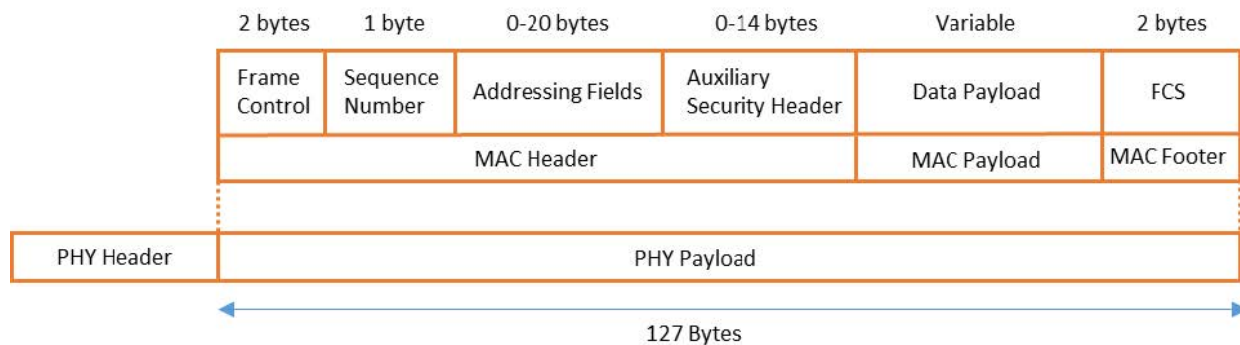 2 bytes 1 byte 0-20 bytes 0-14 bytes Variable 2 bytes
Frame Control Sequence Number Addressing Fields Auxiliary Security Header Data Payload FCS
MAC Header MAC Payload MAC Footer
PHY Header PHY Payload
127 Bytes